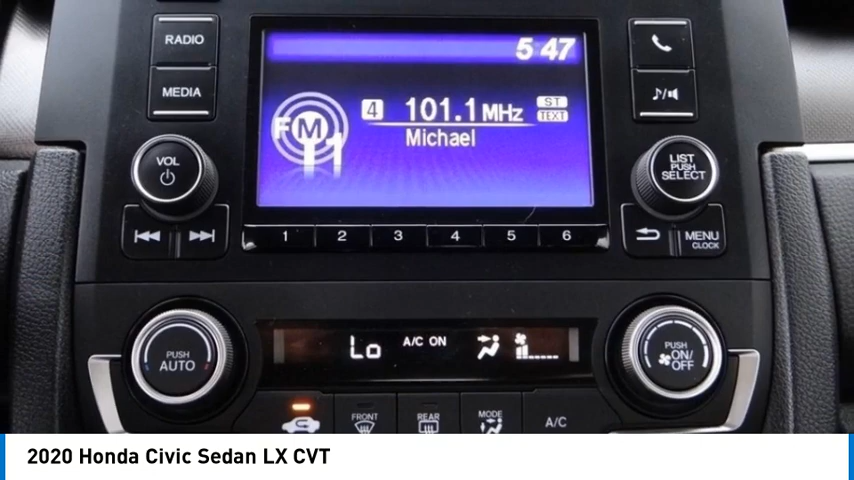 RADIO
MEDIA
VOL
5:47
FM1
4 101.1 MHz
ST
TEXT
Michael
LIST
PUSH
SELECT
1 2 3 4 5 6
MENU
CLOCK
PUSH
AUTO
Lo
A/C ON
PUSH
ON/
OFF
FRONT
REAR
MODE
A/C
2020 Honda Civic Sedan LX CVT